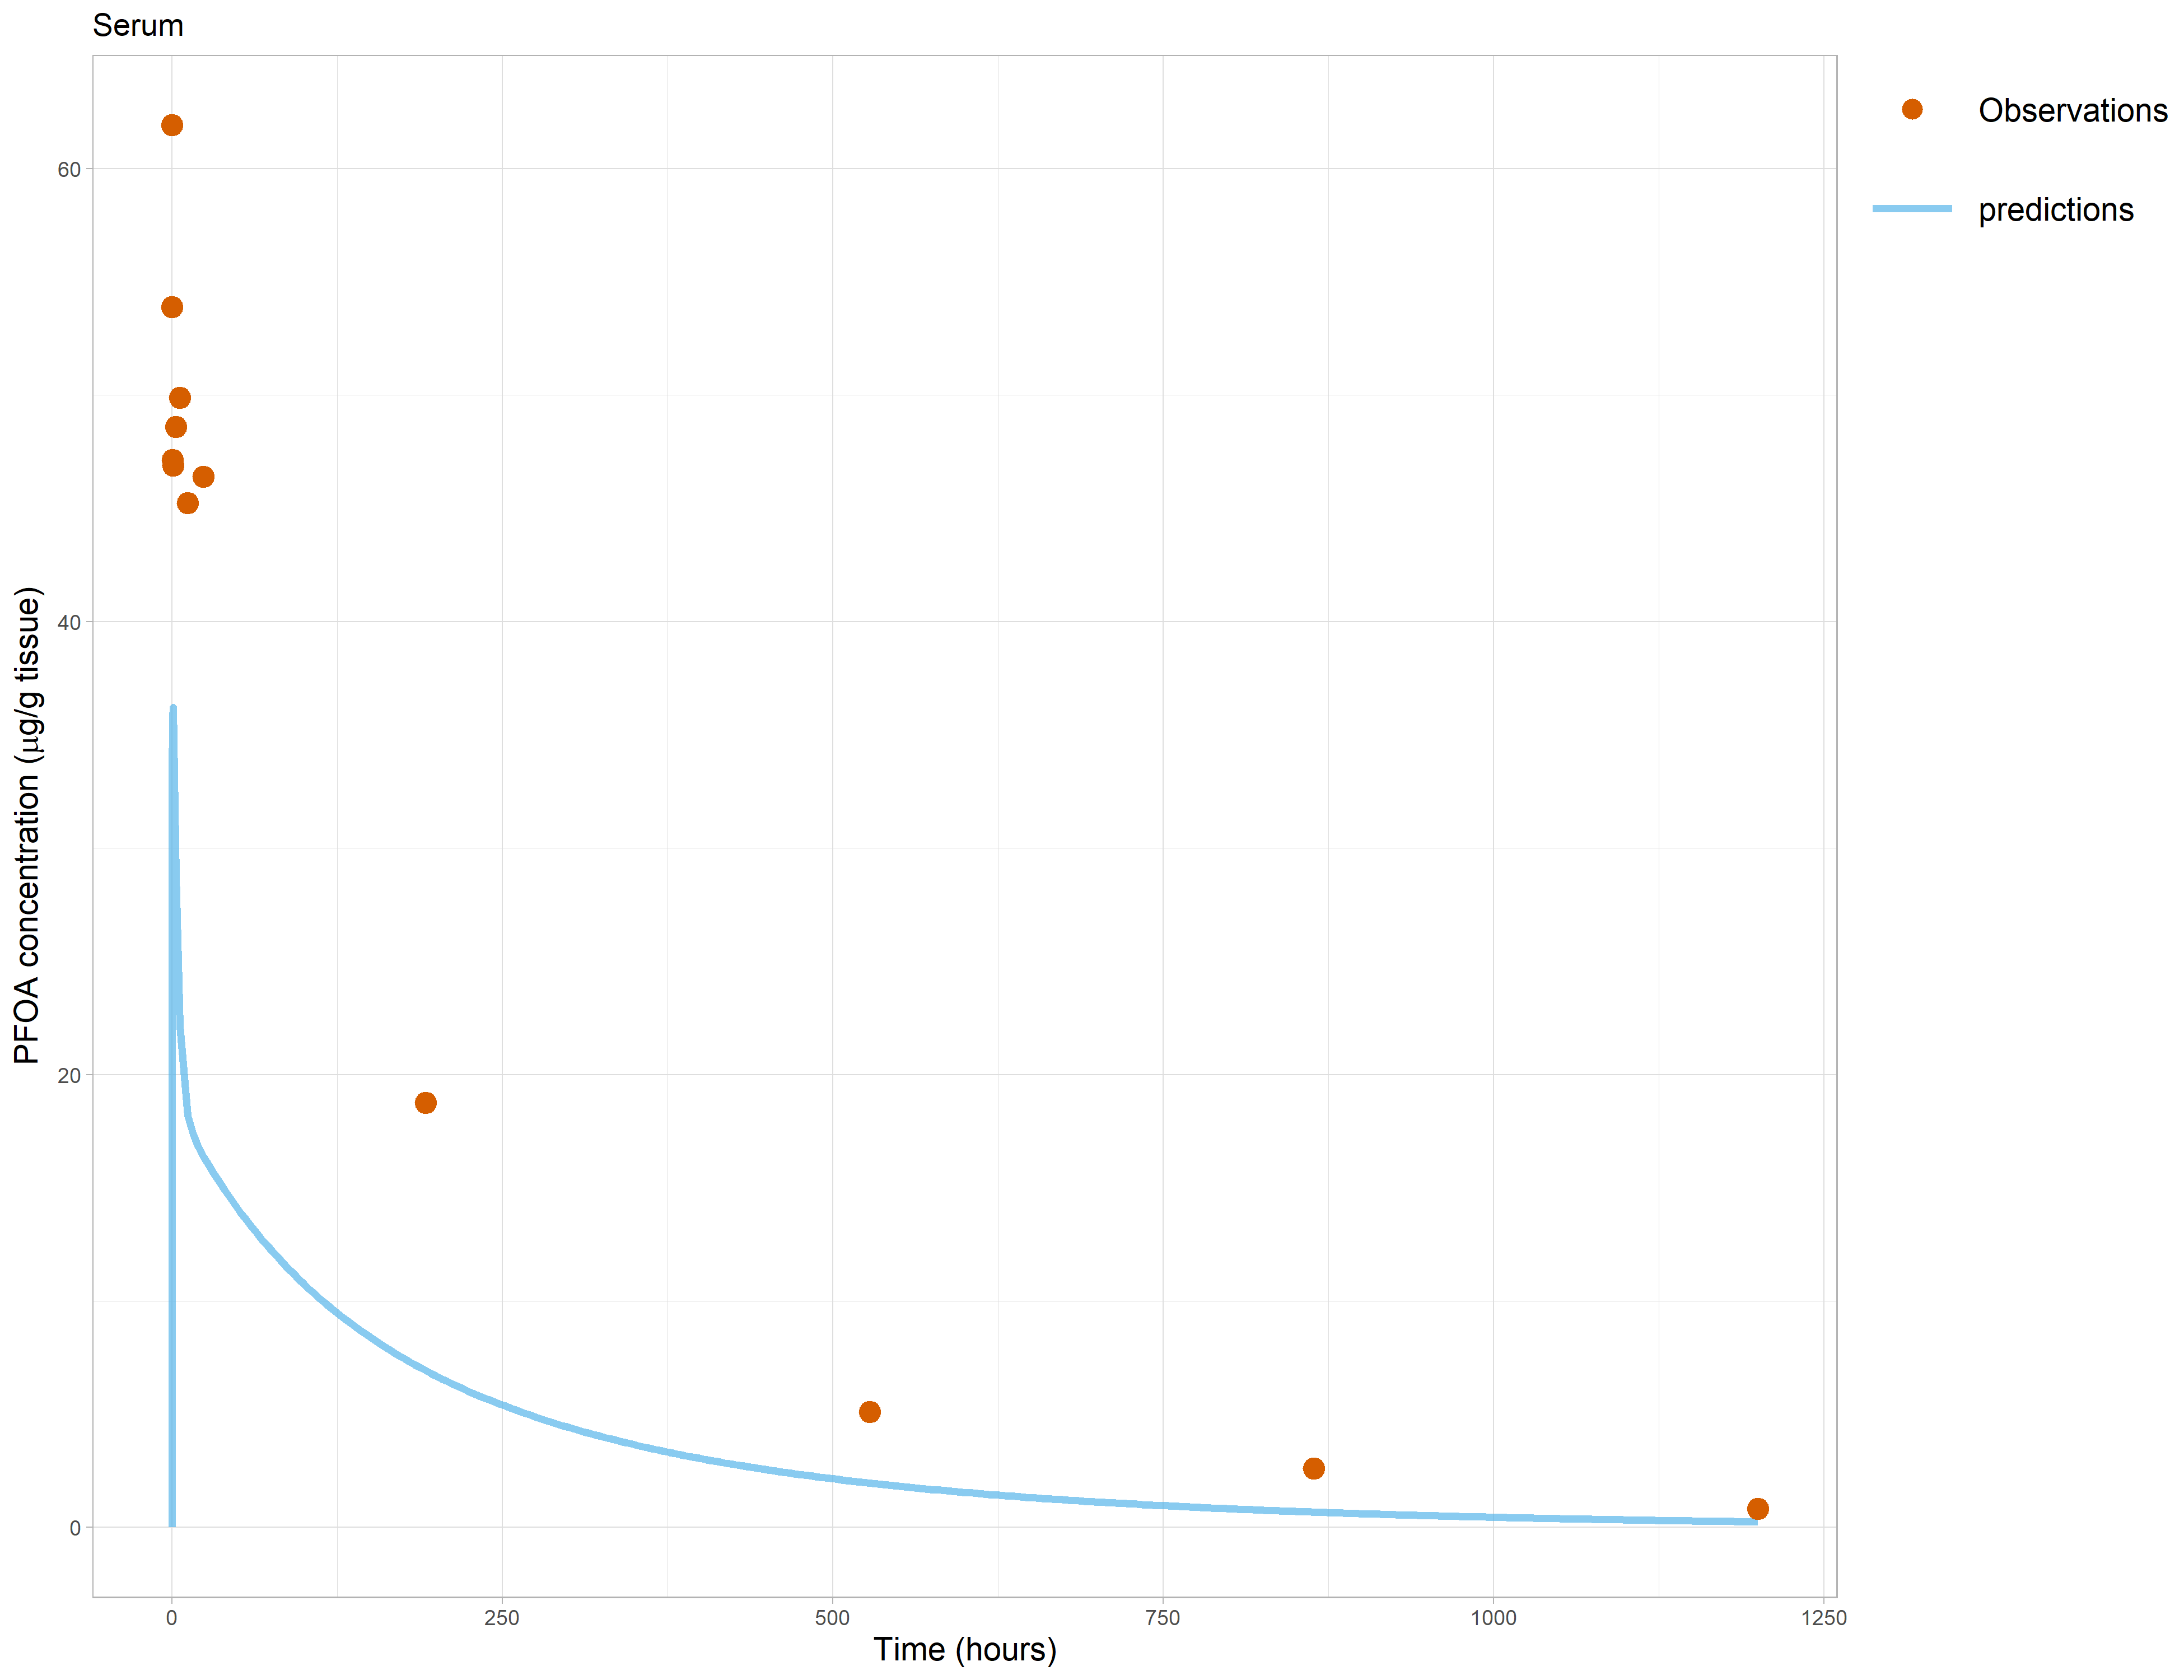 Serum
Observations
predictions
60
40
20
0
PFOA concentration (μg/g tissue)
0 250 500 750 1000 1250
Time (hours)